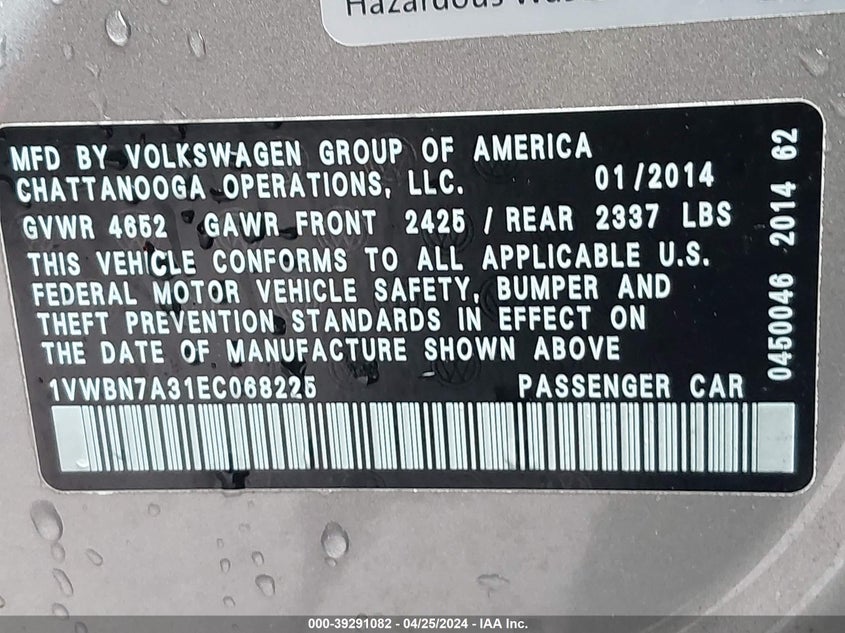 Hazardous
MFD BY VOLKSWAGEN GROUP OF AMERICA
CHATTANOOGA OPERATIONS, LLC. 01/2014
GVWR 4652 GAWR FRONT 2425 / REAR 2337 LBS
THIS VEHICLE CONFORMS TO ALL APPLICABLE U.S.
FEDERAL MOTOR VEHICLE SAFETY, BUMPER AND
THEFT PREVENTION STANDARDS IN EFFECT ON
THE DATE OF MANUFACTURE SHOWN ABOVE
1VWBN7A31EC068225 PASSENGER CAR
0450046 2014 62
000-39291082 / 04/25/2024 - IAA Inc.